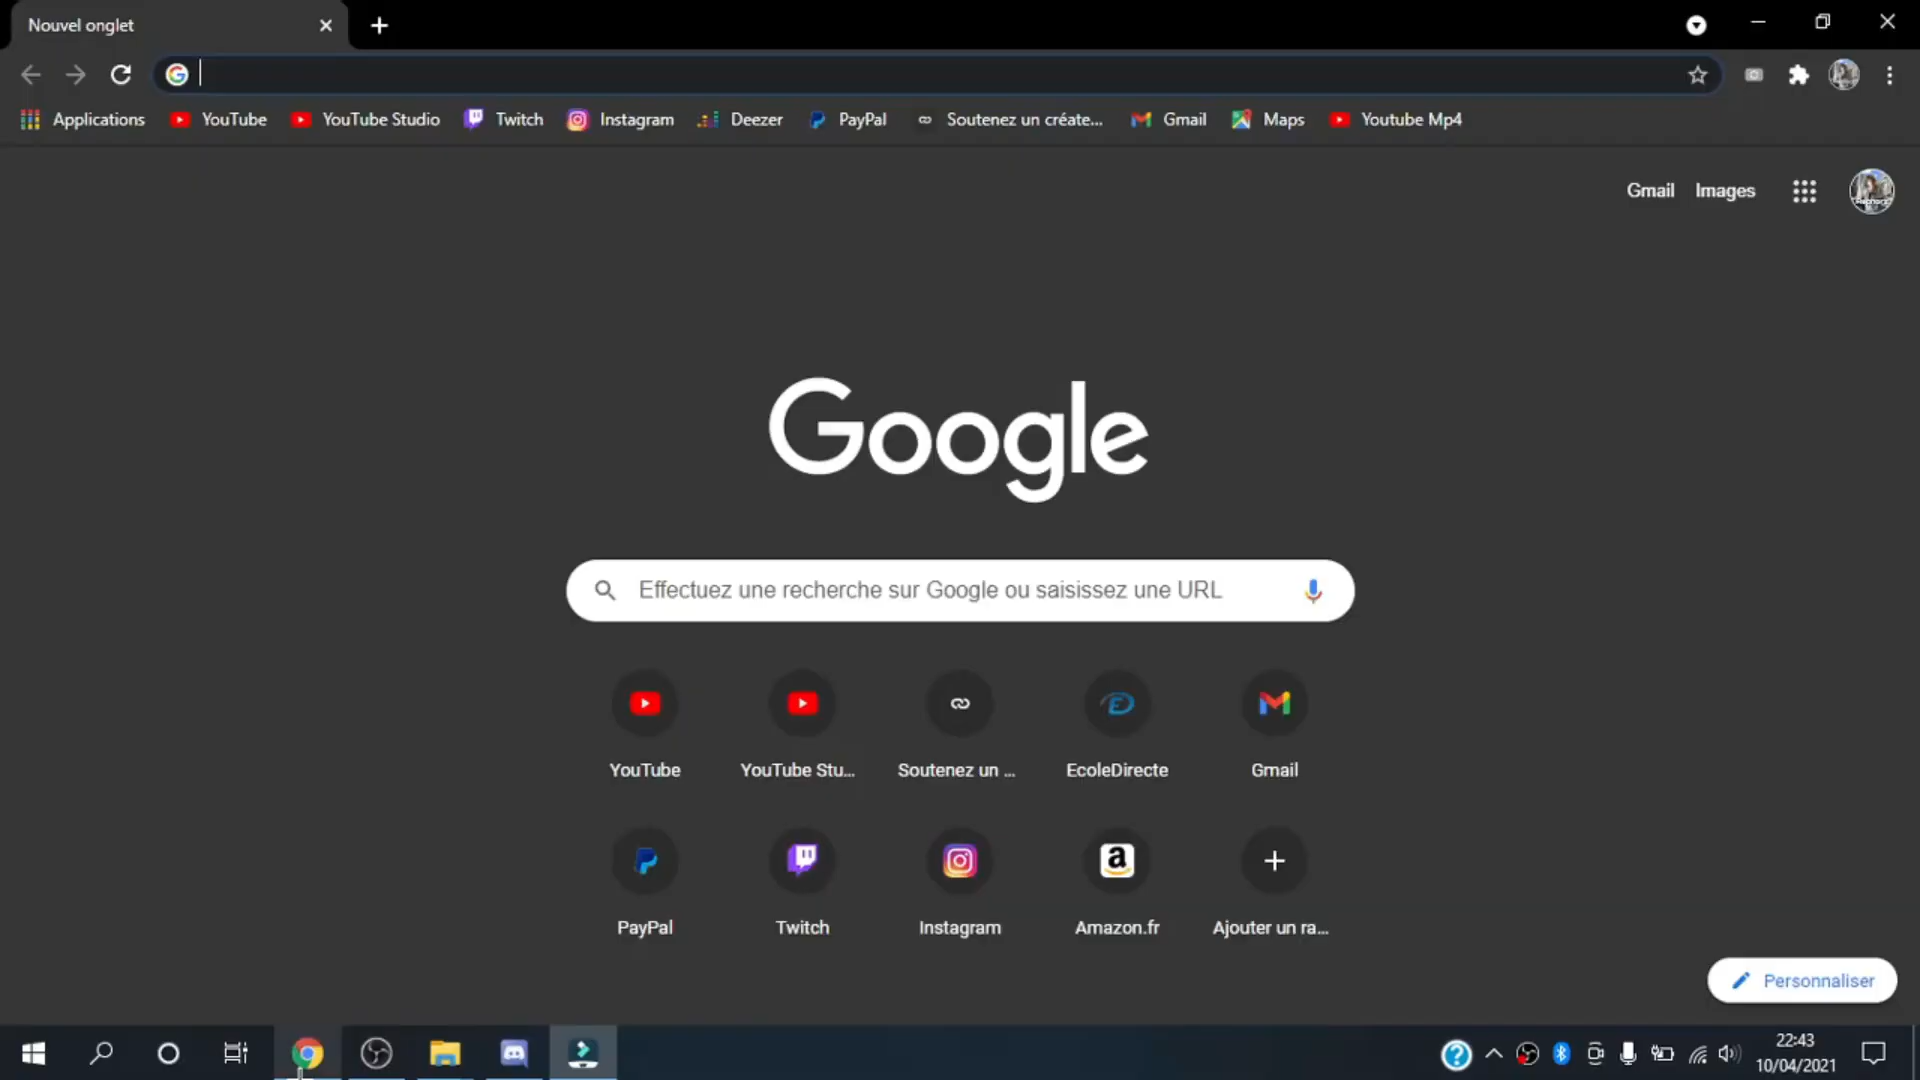 Nouvel onglet
Applications YouTube YouTube Studio Twitch Instagram Deezer PayPal Soutenez un créate... Gmail Maps Youtube Mp4
Gmail Images
Google
Effectuez une recherche sur Google ou saisissez une URL
YouTube YouTube Stu... Soutenez un ... EcoleDirecte Gmail
PayPal Twitch Instagram Amazon.fr Ajouter un ra...
Personnaliser
22:43
10/04/2021